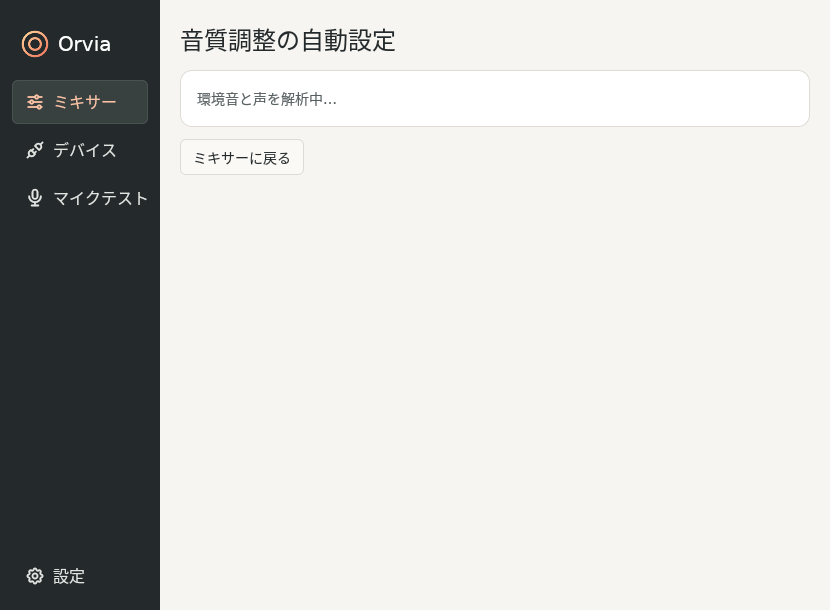 Orvia
ミキサー
デバイス
マイクテスト
設定
音質調整の自動設定
環境音と声を解析中...
ミキサーに戻る